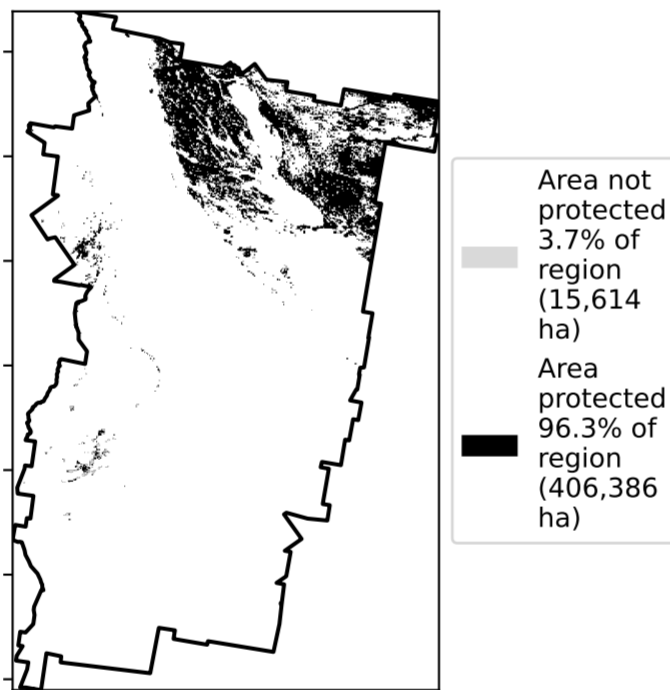 Area not
protected
3.7% of
region
(15,614
ha)
Area
protected
96.3% of
region
(406,386
ha)